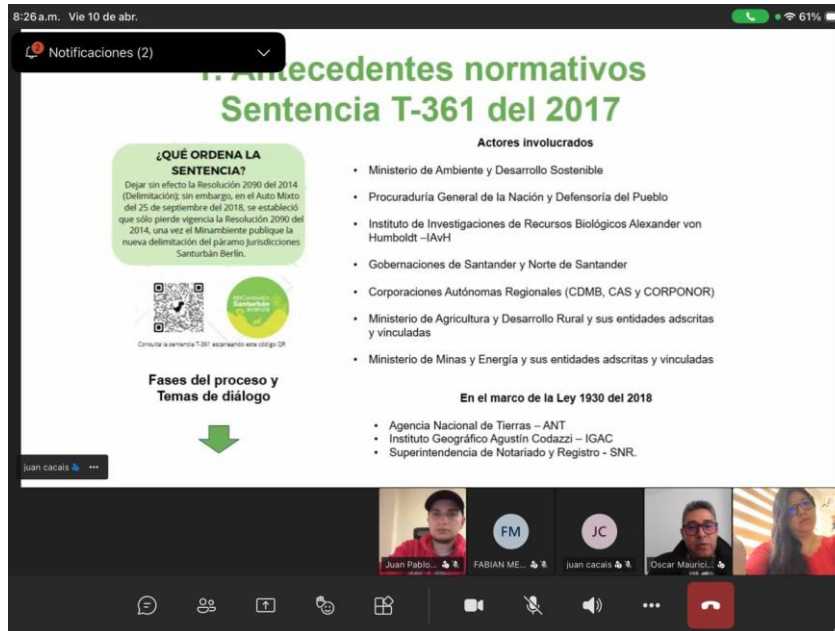 8:26 a.m. Vie 10 de abr.
61%
2
Notificaciones (2)
Antecedentes normativos
Sentencia T-361 del 2017
¿QUÉ ORDENA LA
SENTENCIA?
Dejar sin efecto la Resolución 2090 del 2014
(Delimitación); sin embargo, en el Auto Mixto
del 25 de septiembre del 2018, se estableció
que sólo pierde vigencia la Resolución 2090 del
2014, una vez el Minambiente publique la
nueva delimitación del páramo Jurisdicciones
Santurbán Berlín.
Santurbán
avanza
Consulta la sentencia T-361 escaneando este código QR
Fases del proceso y
Temas de diálogo
Actores involucrados
• Ministerio de Ambiente y Desarrollo Sostenible
• Procuraduría General de la Nación y Defensoría del Pueblo
• Instituto de Investigaciones de Recursos Biológicos Alexander von
Humboldt –IAvH
• Gobernaciones de Santander y Norte de Santander
• Corporaciones Autónomas Regionales (CDMB, CAS y CORPONOR)
• Ministerio de Agricultura y Desarrollo Rural y sus entidades adscritas
y vinculadas
• Ministerio de Minas y Energía y sus entidades adscritas y vinculadas
En el marco de la Ley 1930 del 2018
• Agencia Nacional de Tierras – ANT
• Instituto Geográfico Agustín Codazzi – IGAC
• Superintendencia de Notariado y Registro - SNR.
juan cacais
FM
JC
Juan Pablo...
FABIAN ME...
juan cacais
Oscar Maurici...